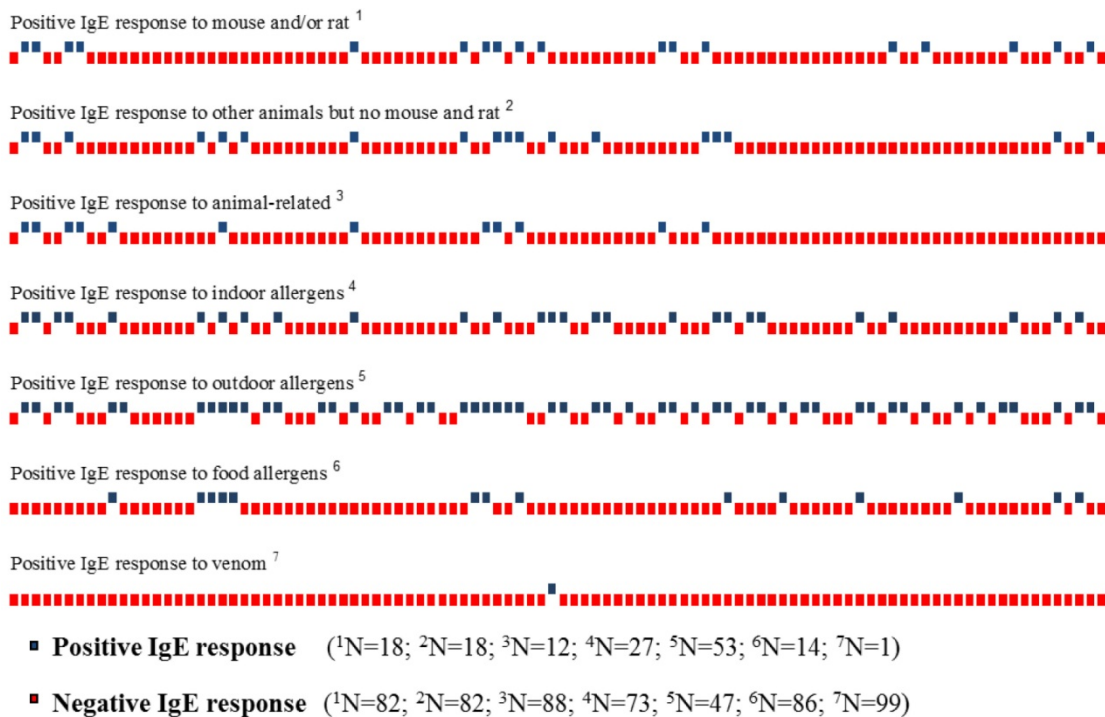 Positive IgE response to mouse and/or rat ¹
Positive IgE response to other animals but no mouse and rat ²
Positive IgE response to animal-related ³
Positive IgE response to indoor allergens ⁴
Positive IgE response to outdoor allergens ⁵
Positive IgE response to food allergens ⁶
Positive IgE response to venom ⁷
Positive IgE response (¹N=18; ²N=18; ³N=12; ⁴N=27; ⁵N=53; ⁶N=14; ⁷N=1)
Negative IgE response (¹N=82; ²N=82; ³N=88; ⁴N=73; ⁵N=47; ⁶N=86; ⁷N=99)